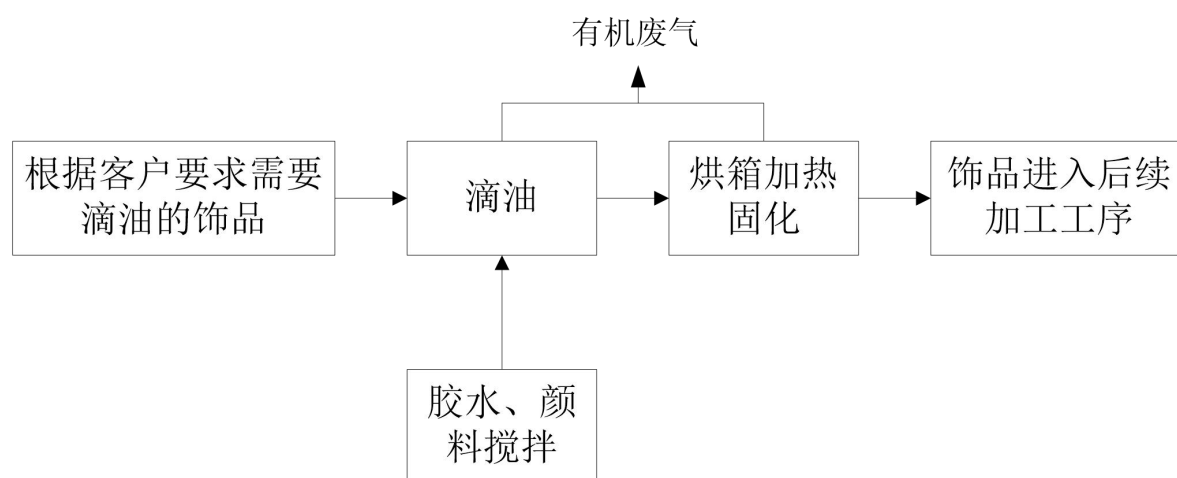 有机废气
根据客户要求需要
滴油的饰品
滴油
烘箱加热
固化
饰品进入后续
加工工序
胶水、颜
料搅拌